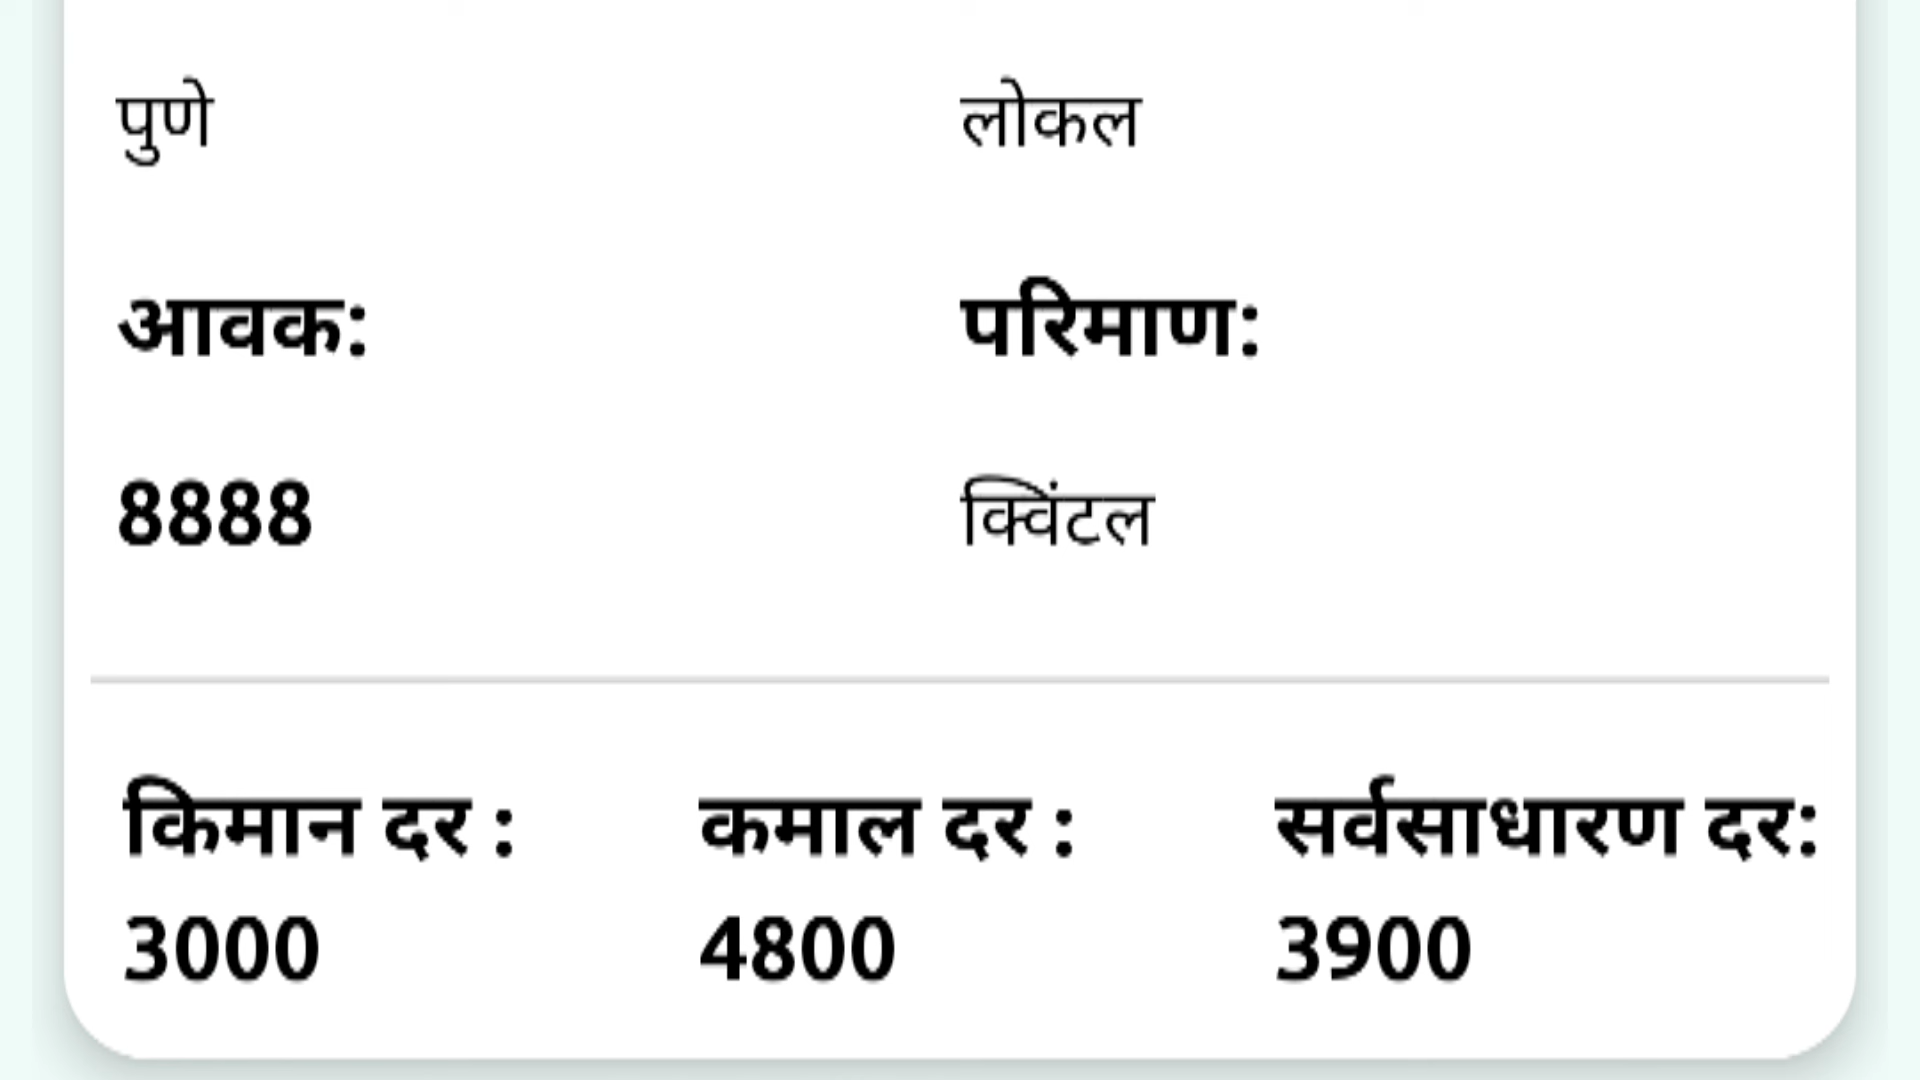 पुणे लोकल
आवक: परिमाण:
8888 क्विंटल
किमान दर : कमाल दर : सर्वसाधारण दर:
3000 4800 3900